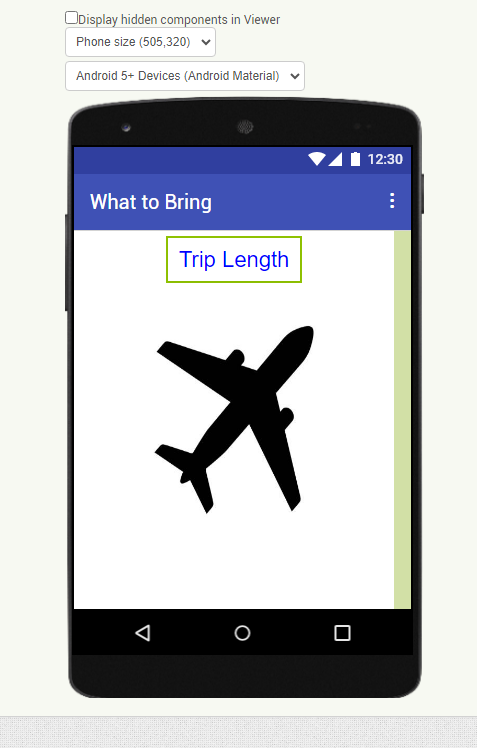 Display hidden components in Viewer
Phone size (505,320)
Android 5+ Devices (Android Material)
12:30
What to Bring
Trip Length